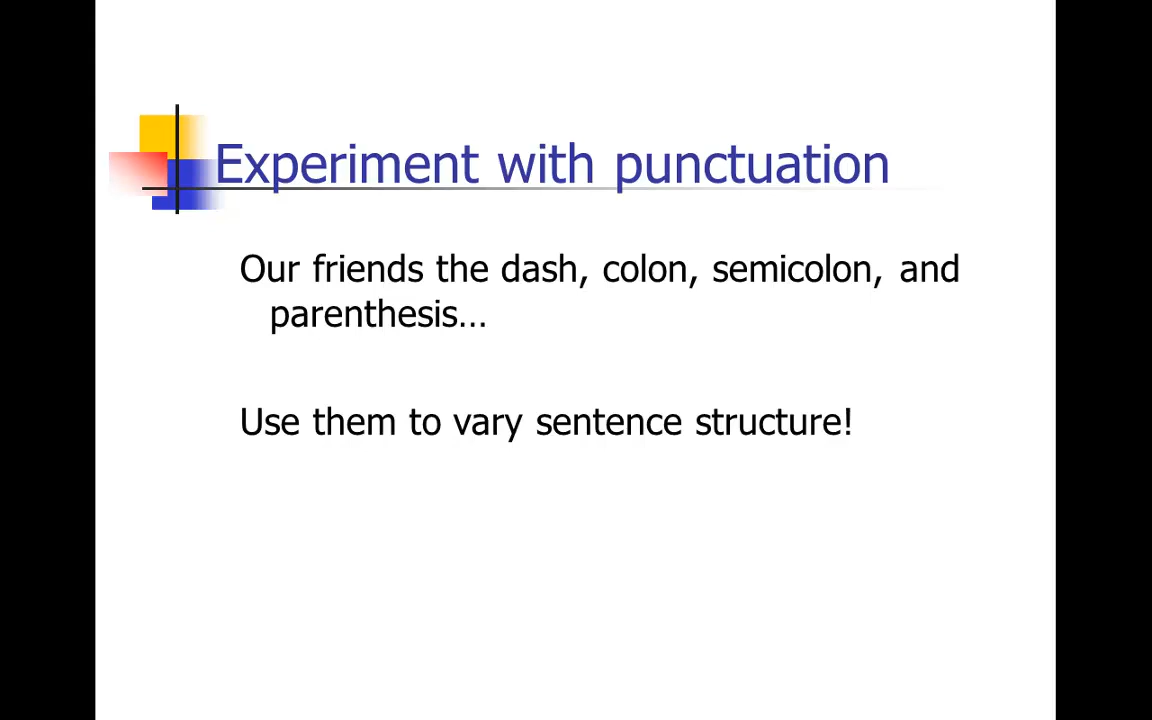 Experiment with punctuation
Our friends the dash, colon, semicolon, and
parenthesis…
Use them to vary sentence structure!